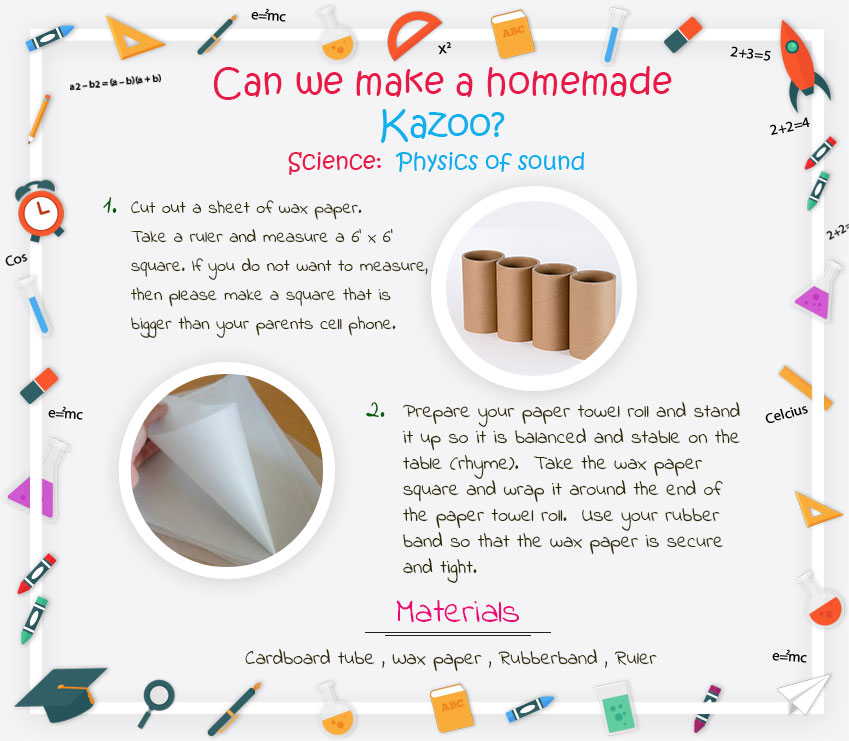 e=²mc
x²
ABC
2+3=5
a2-b2=(a-b)(a+b)
Can we make a homemade
Kazoo?
2+2=4
Science: Physics of sound
1. Cut out a sheet of wax paper.
Take a ruler and measure a 6' x 6'
square. If you do not want to measure,
then please make a square that is
bigger than your parents cell phone.
2+2=
Cos
e=²mc
Celcius
2. Prepare your paper towel roll and stand
it up so it is balanced and stable on the
table (rhyme). Take the wax paper
square and wrap it around the end of
the paper towel roll. Use your rubber
band so that the wax paper is secure
and tight.
Materials
Cardboard tube , wax paper , Rubberband , Ruler
e=²mc
ABC